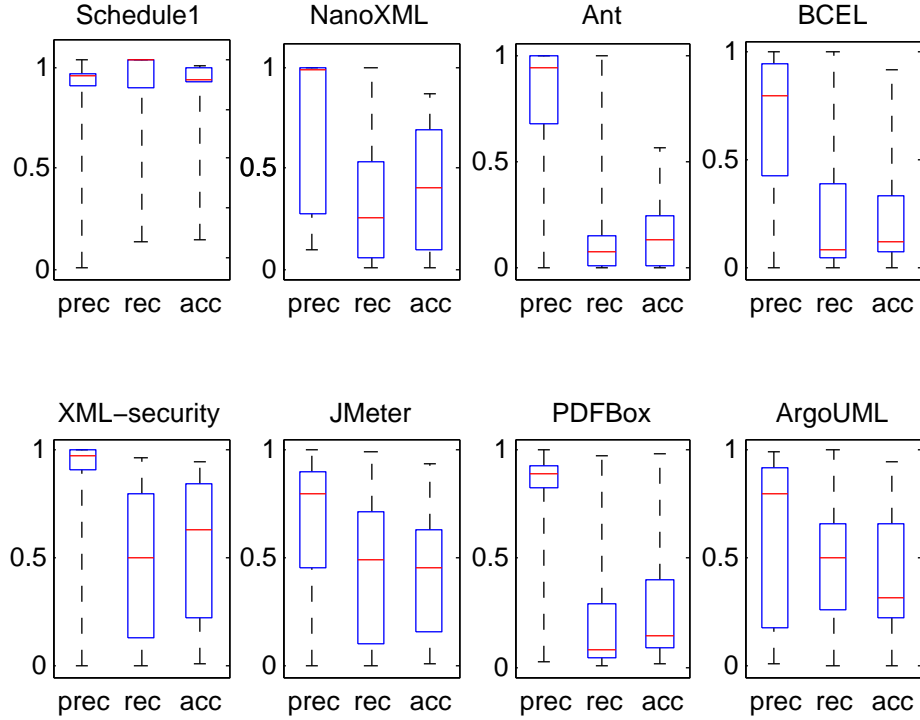 Schedule1 NanoXML Ant BCEL
1 1 1 1
0.5 0.5 0.5 0.5
0 0 0 0
prec rec acc prec rec acc prec rec acc prec rec acc
XML−security JMeter PDFBox ArgoUML
1 1 1 1
0.5 0.5 0.5 0.5
0 0 0 0
prec rec acc prec rec acc prec rec acc prec rec acc